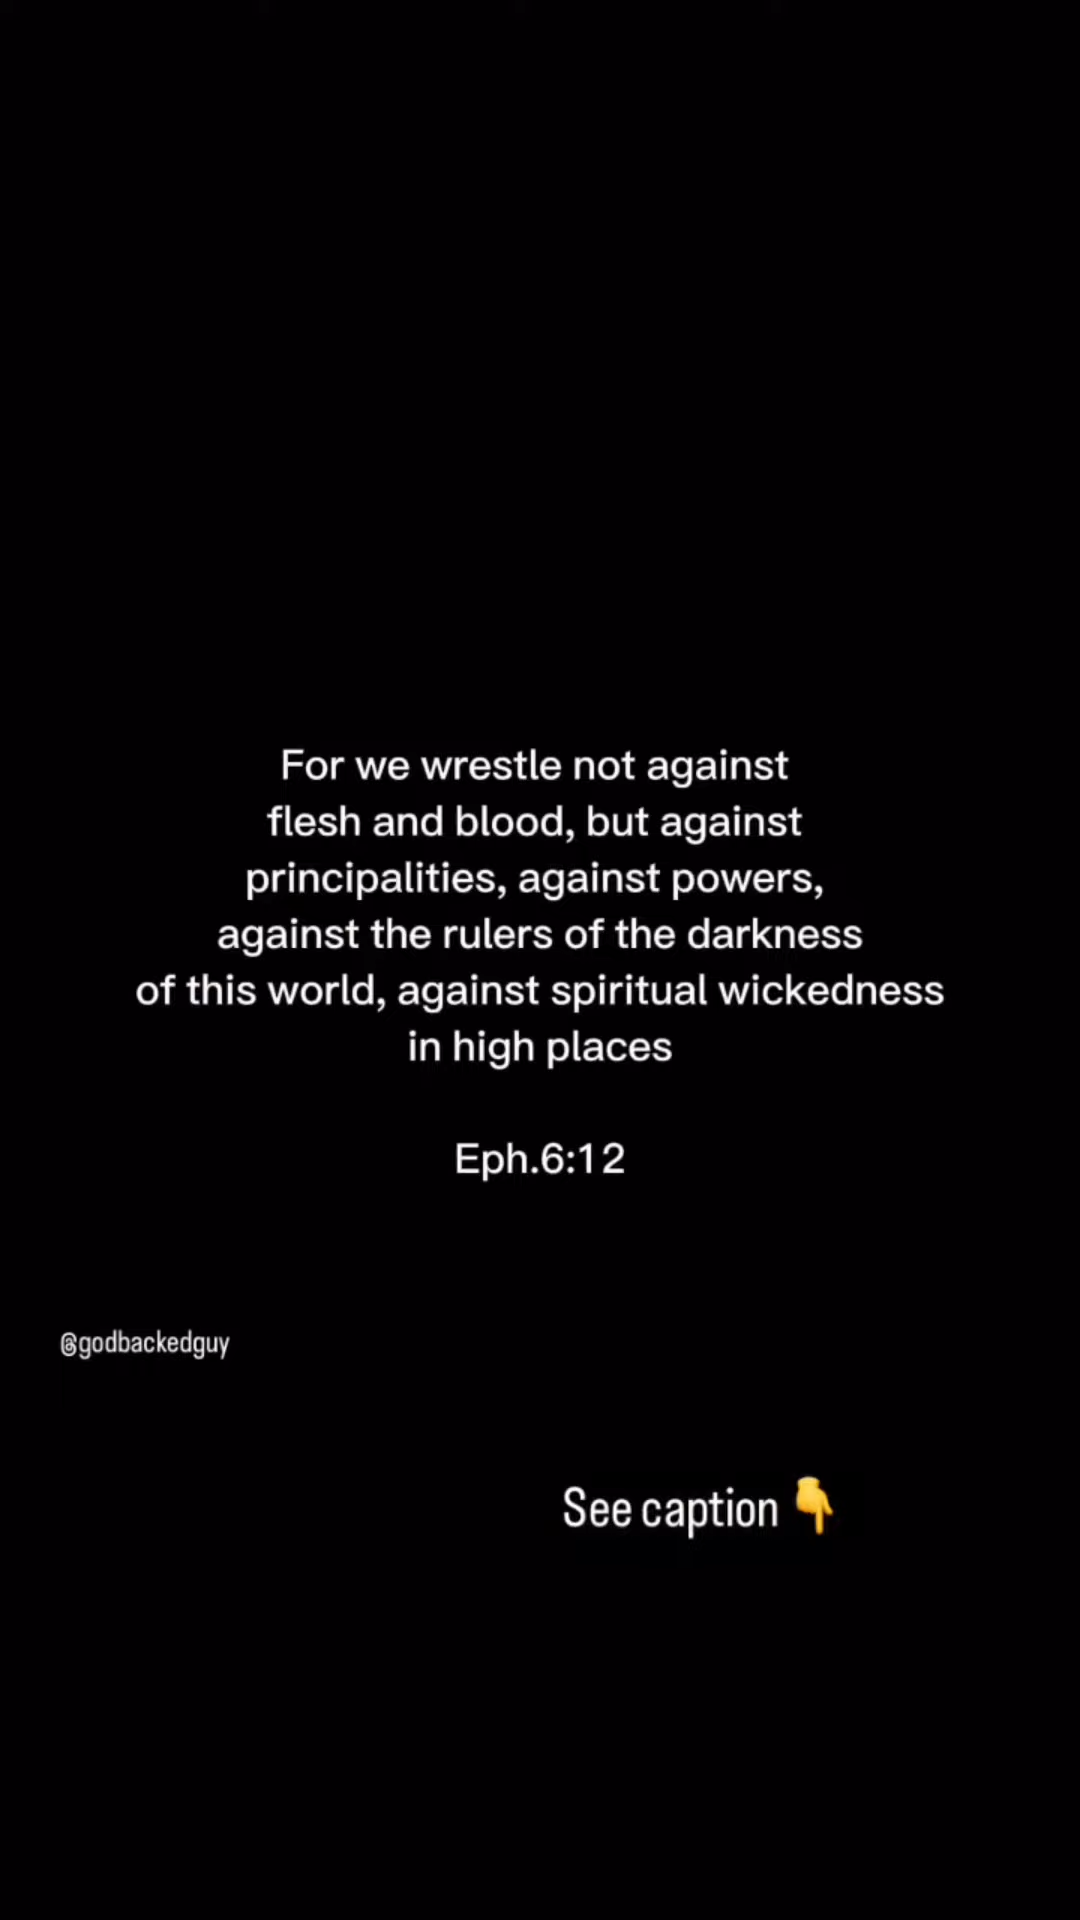 For we wrestle not against
flesh and blood, but against
principalities, against powers,
against the rulers of the darkness
of this world, against spiritual wickedness
in high places
Eph.6:12
@godbackedguy
See caption 👇